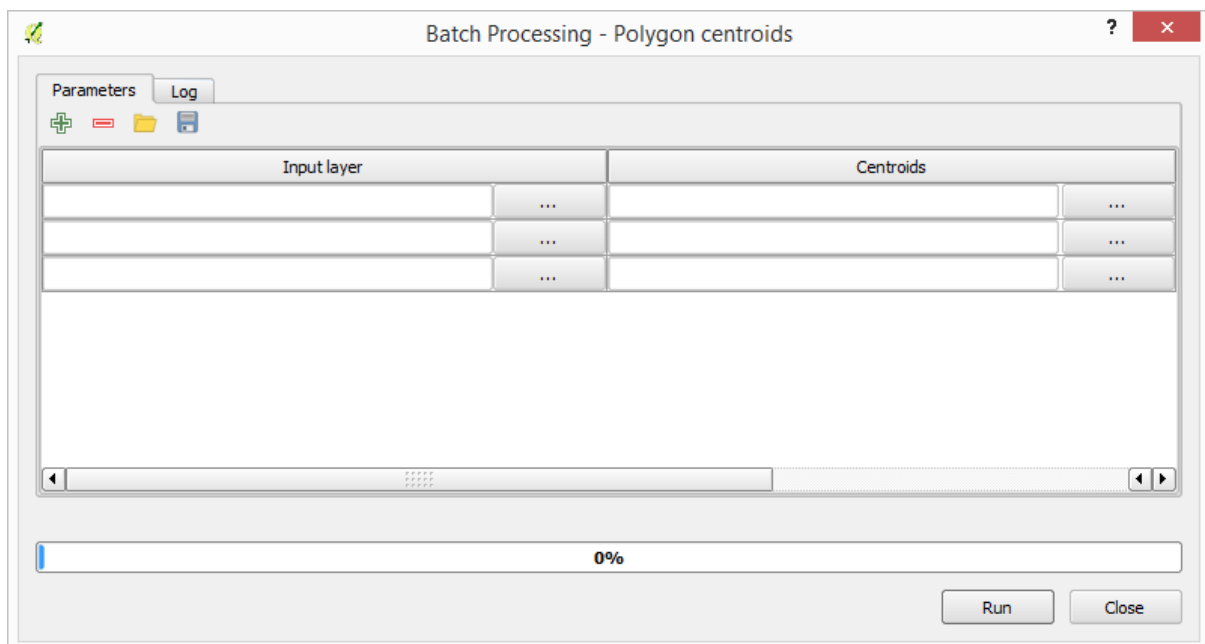 Batch Processing - Polygon centroids
?
Parameters Log
Input layer Centroids
... ...
... ...
... ...
0%
Run Close